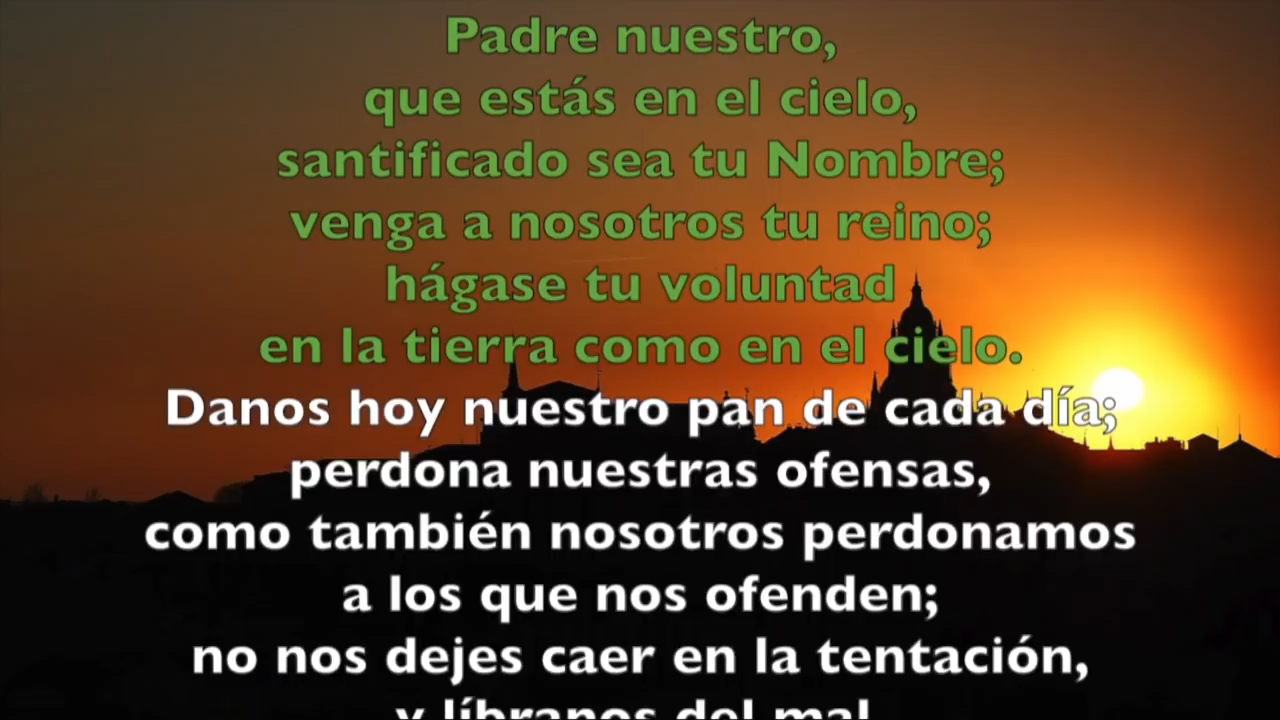 Padre nuestro,
que estás en el cielo,
santificado sea tu Nombre;
venga a nosotros tu reino;
hágase tu voluntad
en la tierra como en el cielo.
Danos hoy nuestro pan de cada día;
perdona nuestras ofensas,
como también nosotros perdonamos
a los que nos ofenden;
no nos dejes caer en la tentación,
y líbranos del mal